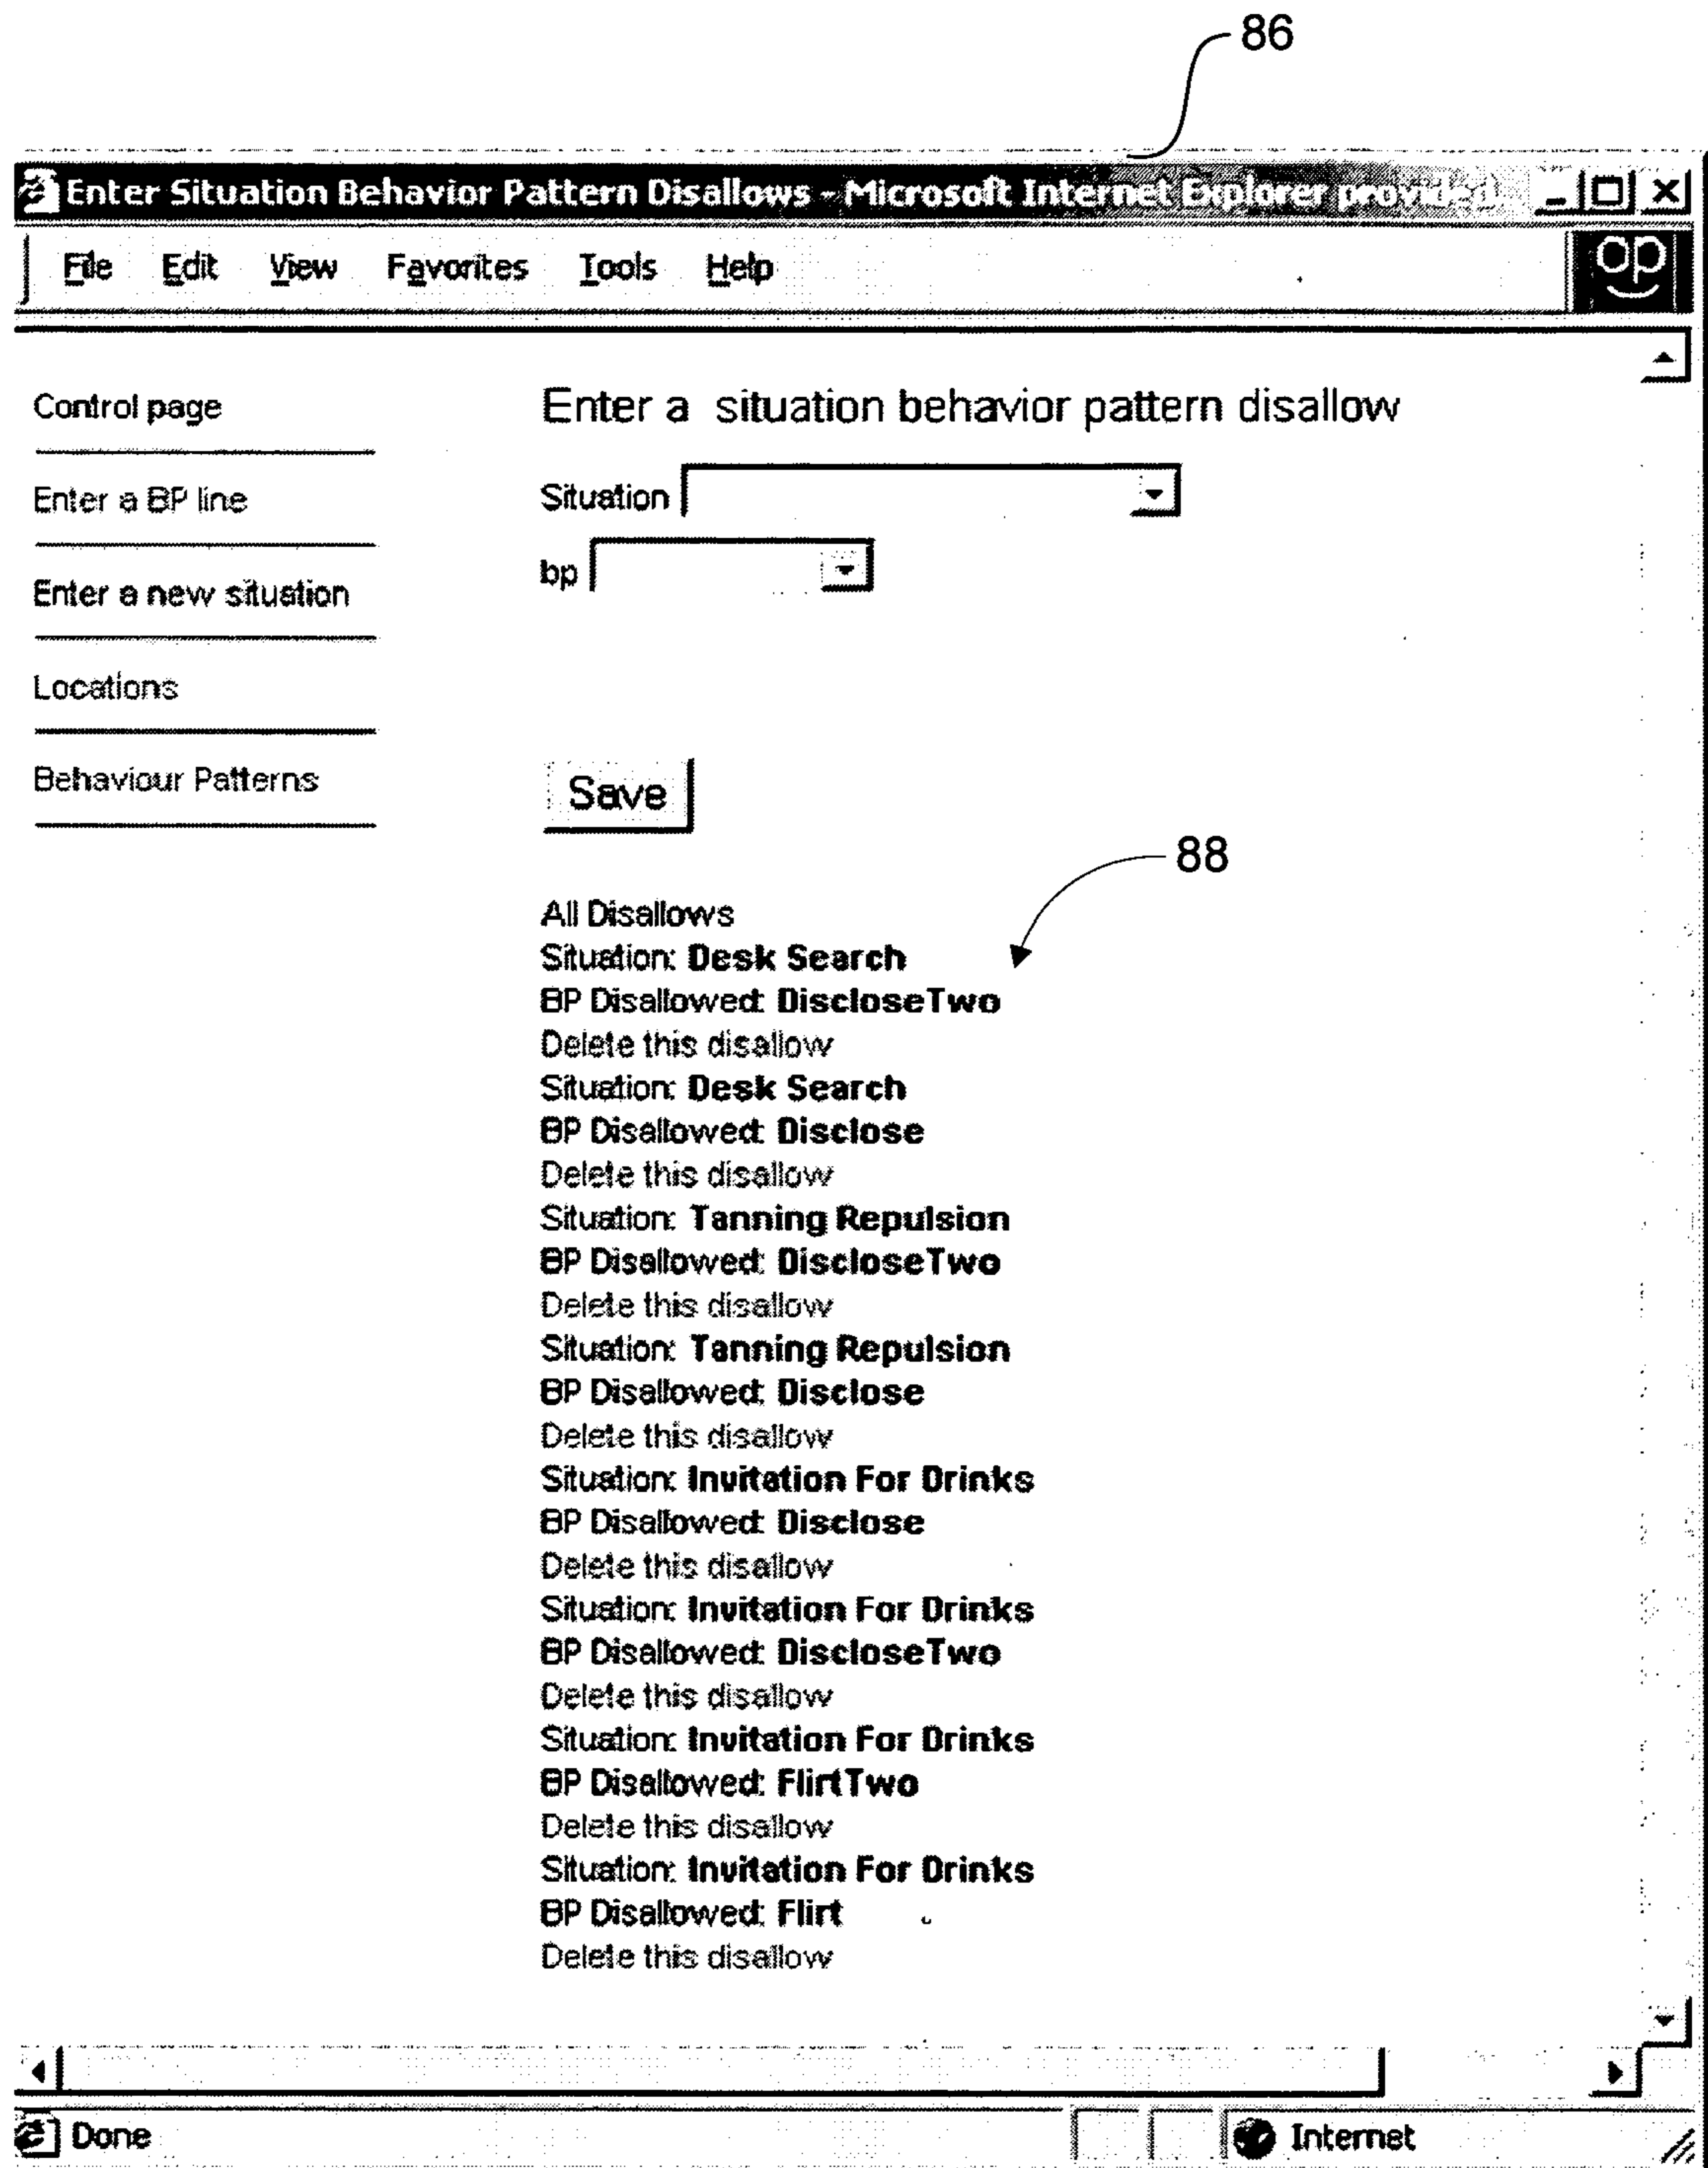 86
Enter Situation Behavior Pattern Disallows - Microsoft Internet Explorer provided
File Edit View Favorites Tools Help
Control page
Enter a BP line
Enter a new situation
Locations
Behaviour Patterns
Enter a situation behavior pattern disallow
Situation
bp
Save
88
All Disallows
Situation: Desk Search
BP Disallowed: DiscloseTwo
Delete this disallow
Situation: Desk Search
BP Disallowed: Disclose
Delete this disallow
Situation: Tanning Repulsion
BP Disallowed: DiscloseTwo
Delete this disallow
Situation: Tanning Repulsion
BP Disallowed: Disclose
Delete this disallow
Situation: Invitation For Drinks
BP Disallowed: Disclose
Delete this disallow
Situation: Invitation For Drinks
BP Disallowed: DiscloseTwo
Delete this disallow
Situation: Invitation For Drinks
BP Disallowed: FlirtTwo
Delete this disallow
Situation: Invitation For Drinks
BP Disallowed: Flirt
Delete this disallow
Done
Internet